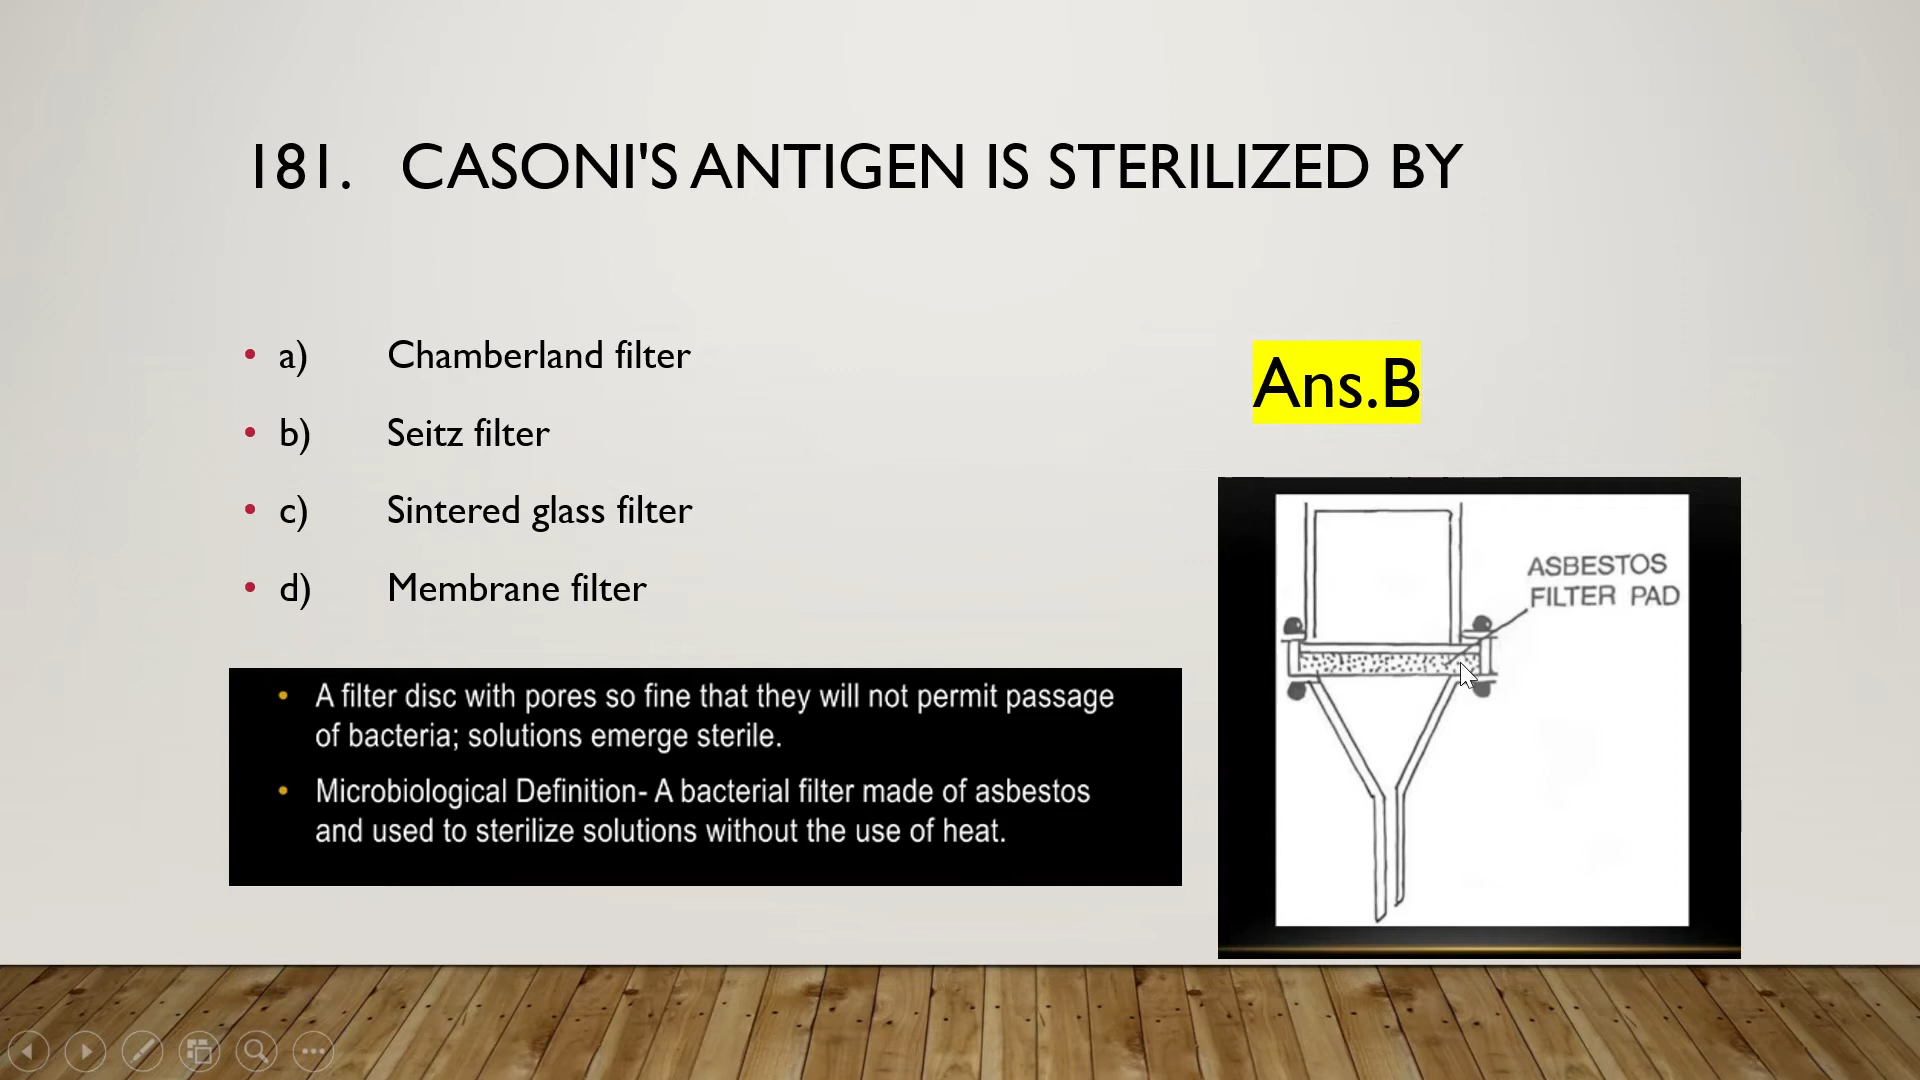 181. CASONI'S ANTIGEN IS STERILIZED BY
• a) Chamberland filter
• b) Seitz filter
• c) Sintered glass filter
• d) Membrane filter
Ans.B
ASBESTOS
FILTER PAD
• A filter disc with pores so fine that they will not permit passage
of bacteria; solutions emerge sterile.
• Microbiological Definition- A bacterial filter made of asbestos
and used to sterilize solutions without the use of heat.